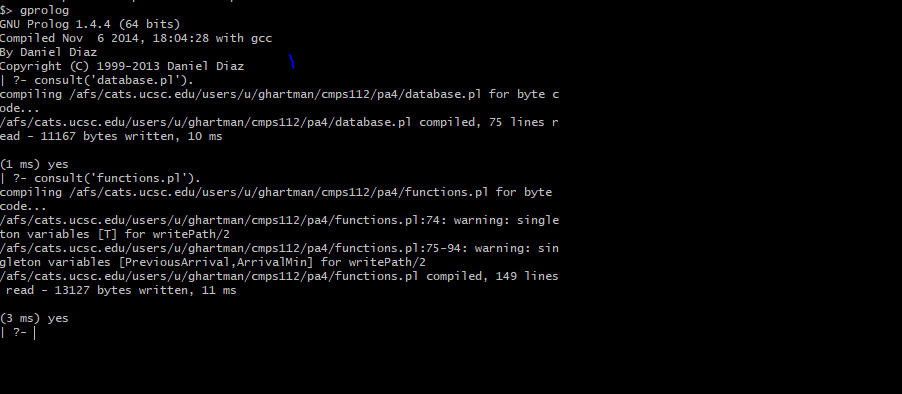 $> gprolog
GNU Prolog 1.4.4 (64 bits)
Compiled Nov  6 2014, 18:04:28 with gcc
By Daniel Diaz
Copyright (C) 1999-2013 Daniel Diaz
| ?- consult('database.pl').
compiling /afs/cats.ucsc.edu/users/u/ghartman/cmps112/pa4/database.pl for byte c
ode...
/afs/cats.ucsc.edu/users/u/ghartman/cmps112/pa4/database.pl compiled, 75 lines r
ead - 11167 bytes written, 10 ms
(1 ms) yes
| ?- consult('functions.pl').
compiling /afs/cats.ucsc.edu/users/u/ghartman/cmps112/pa4/functions.pl for byte
code...
/afs/cats.ucsc.edu/users/u/ghartman/cmps112/pa4/functions.pl:74: warning: single
ton variables [T] for writePath/2
/afs/cats.ucsc.edu/users/u/ghartman/cmps112/pa4/functions.pl:75-94: warning: sin
gleton variables [PreviousArrival,ArrivalMin] for writePath/2
/afs/cats.ucsc.edu/users/u/ghartman/cmps112/pa4/functions.pl compiled, 149 lines
 read - 13127 bytes written, 11 ms
(3 ms) yes
| ?-